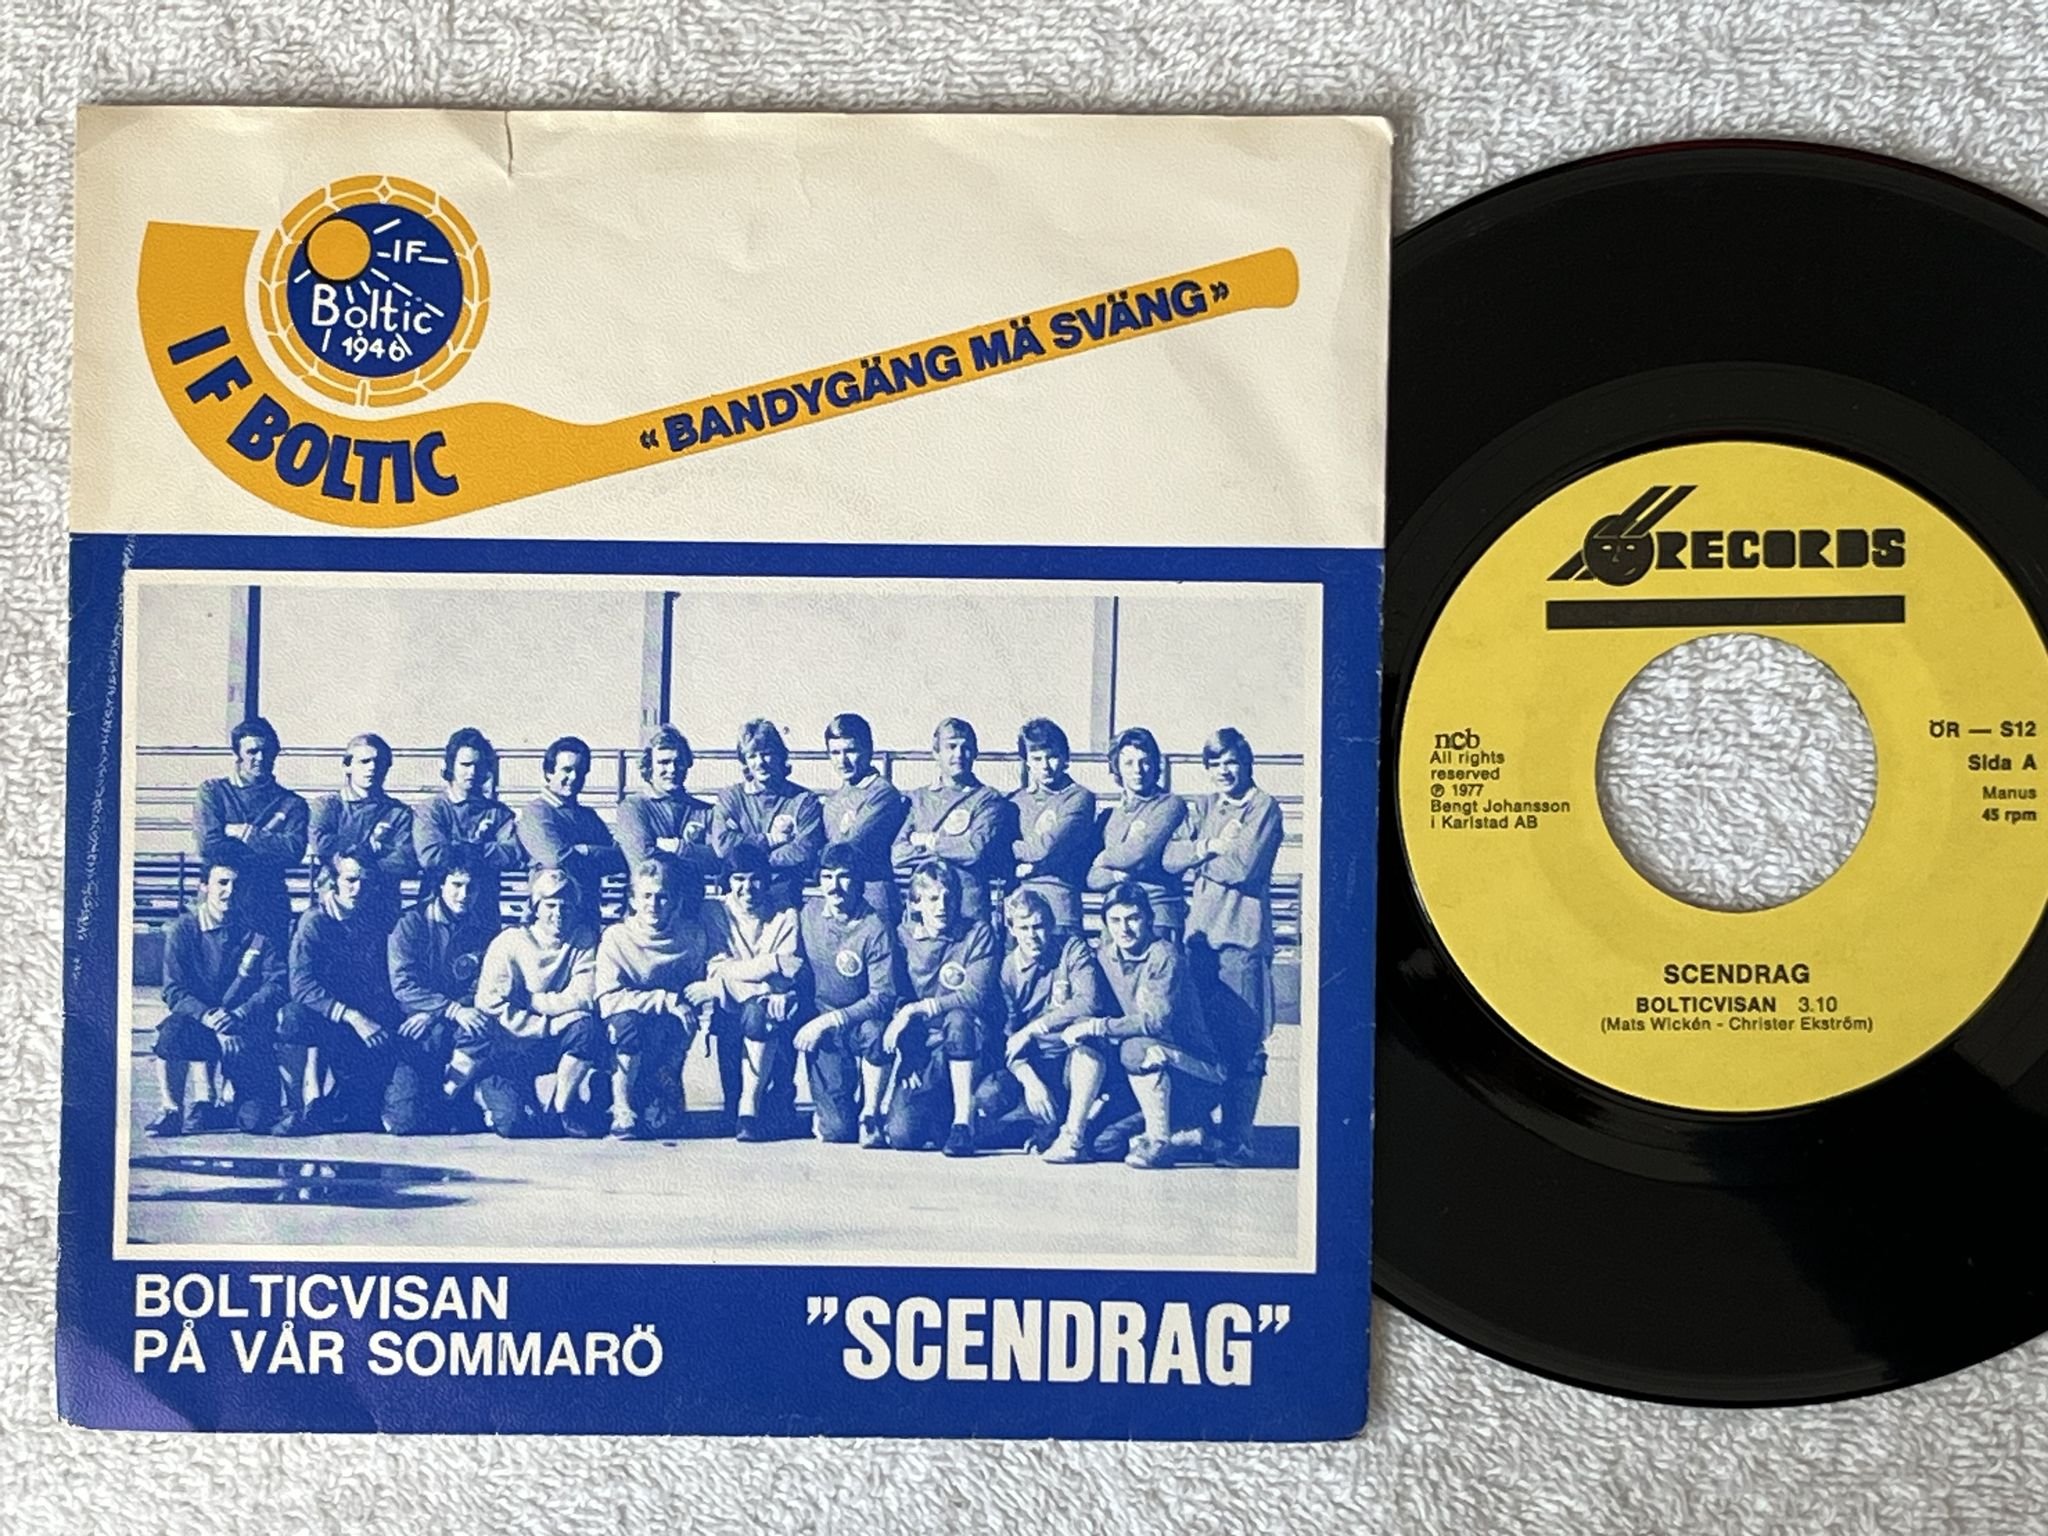 IF
Boltic
1946
IF BOLTIC
«BANDYGÄNG MÄ SVÄNG»
BOLTICVISAN
PÅ VÅR SOMMARÖ
”SCENDRAG”
RECORDS
ncb
All rights
reserved
℗ 1977
Bengt Johansson
i Karlstad AB
ÖR — S12
Sida A
Manus
45 rpm
SCENDRAG
BOLTICVISAN 3.10
(Mats Wickén - Christer Ekström)